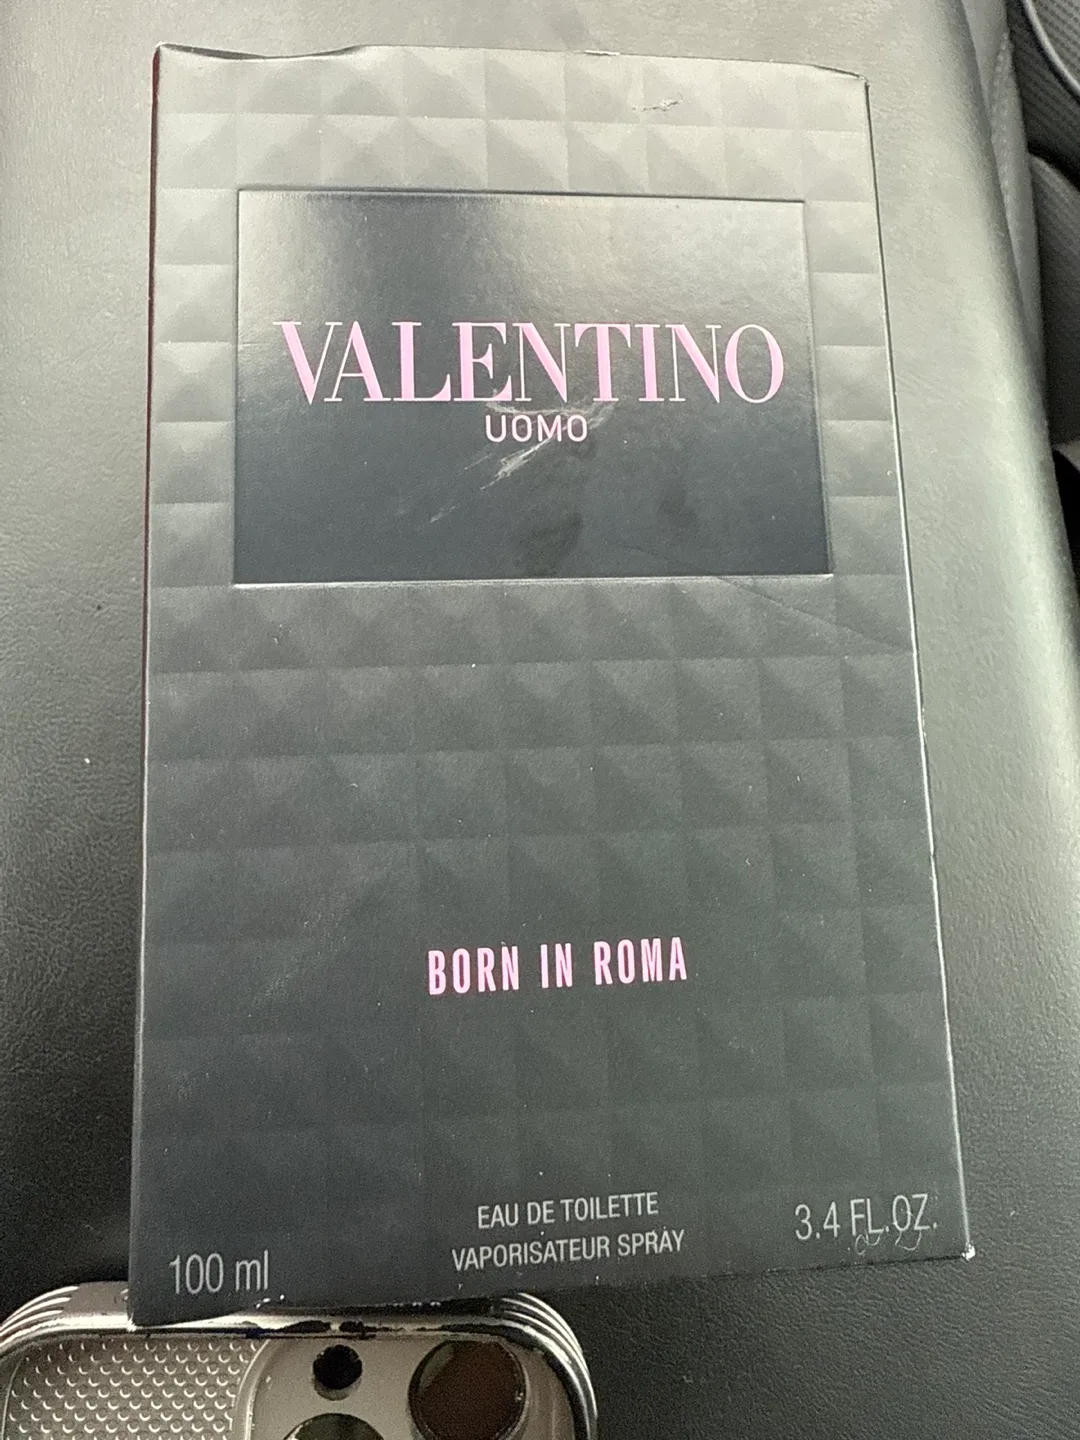 VALENTINO
UOMO
BORN IN ROMA
EAU DE TOILETTE
VAPORISATEUR SPRAY
100 ml
3.4 FL.OZ.